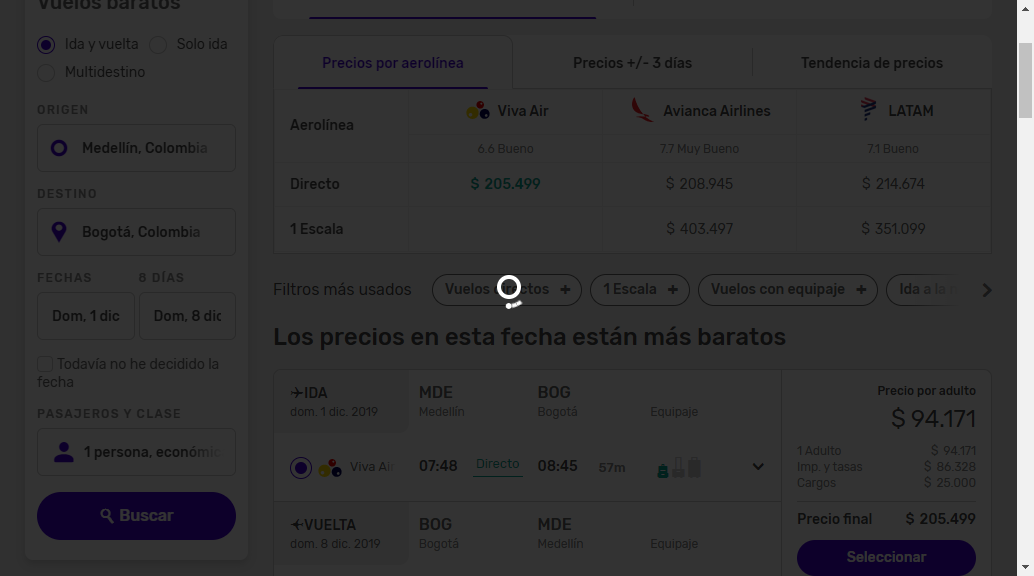 Vuelos baratos
Ida y vuelta
Solo ida
Multidestino
ORIGEN
Medellín, Colombia
DESTINO
Bogotá, Colombia
FECHAS
8 DÍAS
Dom, 1 dic
Dom, 8 dic
Todavía no he decidido la
fecha
PASAJEROS Y CLASE
1 persona, económic
Buscar
Precios por aerolínea
Precios +/- 3 días
Tendencia de precios
Aerolínea
Viva Air
Avianca Airlines
LATAM
6.6 Bueno
7.7 Muy Bueno
7.1 Bueno
Directo
$ 205.499
$ 208.945
$ 214.674
1 Escala
$ 403.497
$ 351.099
Filtros más usados
Vuelos directos +
1 Escala +
Vuelos con equipaje +
Ida a la
Los precios en esta fecha están más baratos
IDA
MDE
BOG
dom. 1 dic. 2019
Medellín
Bogotá
Equipaje
Viva Air
07:48
Directo
08:45
57m
VUELTA
BOG
MDE
dom. 8 dic. 2019
Bogotá
Medellín
Equipaje
Precio por adulto
$ 94.171
1 Adulto
$ 94.171
Imp. y tasas
$ 86.328
Cargos
$ 25.000
Precio final
$ 205.499
Seleccionar